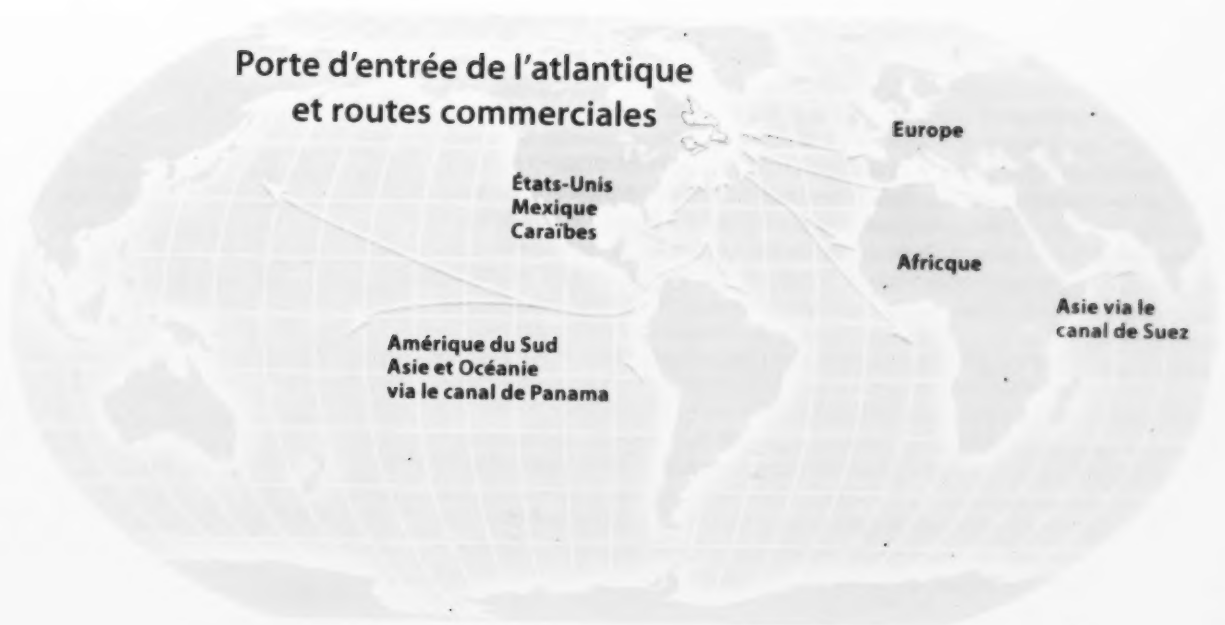 Porte d'entrée de l'atlantique
et routes commerciales
Europe
États-Unis
Mexique
Caraïbes
Africque
Asie via le
canal de Suez
Amérique du Sud
Asie et Océanie
via le canal de Panama